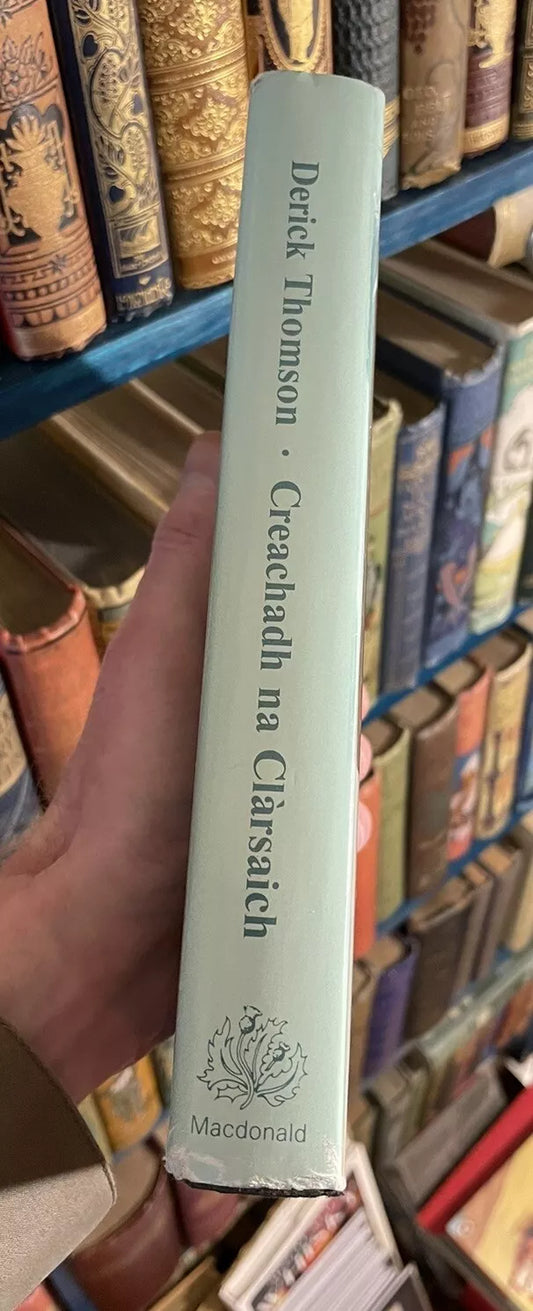 Derick Thomson · Creachadh na Clàrsaich
Macdonald